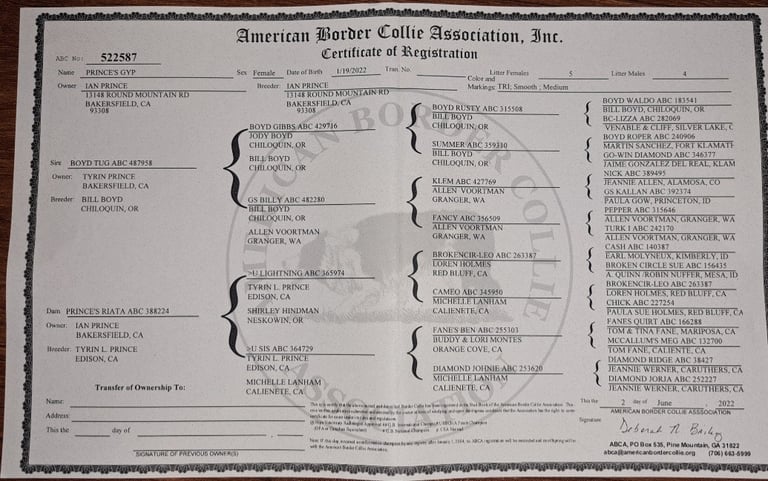 American Border Collie Association, Inc.
Certificate of Registration
ABC No: 522587
Name PRINCE'S GYP Sex Female Date of Birth 1/19/2022 Tran. No. Litter Females 5 Litter Males 4
Color and
Markings: TRI; Smooth ; Medium
Owner IAN PRINCE
13148 ROUND MOUNTAIN RD
BAKERSFIELD, CA
93308
Breeder: IAN PRINCE
13148 ROUND MOUNTAIN RD
BAKERSFIELD, CA
93308
Sire BOYD TUG ABC 487958
Owner: TYRIN PRINCE
BAKERSFIELD, CA
Breeder: BILL BOYD
CHILOQUIN, OR
Dam PRINCE'S RIATA ABC 388224
Owner: IAN PRINCE
BAKERSFIELD, CA
Breeder: TYRIN L. PRINCE
EDISON, CA
BOYD GIBBS ABC 429716
JODY BOYD
CHILOQUIN, OR
BILL BOYD
CHILOQUIN, OR
GS BILLY ABC 482280
BILL BOYD
CHILOQUIN, OR
ALLEN VOORTMAN
GRANGER, WA
>U LIGHTNING ABC 365974
TYRIN L. PRINCE
EDISON, CA
SHIRLEY HINDMAN
NESKOWIN, OR
>U SIS ABC 364729
TYRIN L. PRINCE
EDISON, CA
MICHELLE LANHAM
CALIENETE, CA
BOYD RUSTY ABC 315508
BILL BOYD
CHILOQUIN, OR
SUMMER ABC 359310
BILL BOYD
CHILOQUIN, OR
KLEM ABC 427769
ALLEN VOORTMAN
GRANGER, WA
FANCY ABC 356509
ALLEN VOORTMAN
GRANGER, WA
BROKENCIR-LEO ABC 263387
LOREN HOLMES
RED BLUFF, CA
CAMEO ABC 345950
MICHELLE LANHAM
CALIENETE, CA
FANE'S BEN ABC 255303
BUDDY & LORI MONTES
ORANGE COVE, CA
DIAMOND JOHNIE ABC 253620
MICHELLE LANHAM
CALIENETE, CA
BOYD WALDO ABC 183541
BILL BOYD, CHILOQUIN, OR
BC-LIZZA ABC 282069
VENABLE & CLIFF, SILVER LAKE, C
BOYD ROPER ABC 240906
MARTIN SANCHEZ, FORT KLAMATH
GO-WIN DIAMOND ABC 346377
JAIME GONZALEZ DEL REAL, KLAM
NICK ABC 389495
JEANNIE ALLEN, ALAMOSA, CO
GS KALLAN ABC 392374
PAULA GOW, PRINCETON, ID
PEPPER ABC 315646
ALLEN VOORTMAN, GRANGER, WA
TURK 1 ABC 242170
ALLEN VOORTMAN, GRANGER, WA
CASH ABC 140387
EARL MOLYNEUX, KIMBERLY, ID
BROKEN CIRCLE SUE ABC 156435
A. QUINN /ROBIN NUFFER, MESA, ID
BROKENCIR-LEO ABC 263387
LOREN HOLMES, RED BLUFF, CA
CHICK ABC 227254
PAULA SUE HOLMES, RED BLUFF, CA
FANES QUIRT ABC 166288
TOM & TINA FANE, MARIPOSA, CA
MCCALLUM'S MEG ABC 132700
TOM FANE, CALIENTE, CA
DIAMOND RIDGE ABC 38427
JEANNIE WERNER, CARUTHERS, CA
DIAMOND JORJA ABC 252227
JEANNIE WERNER, CARUTHERS, CA
Transfer of Ownership To:
Name:
Address:
This the day of
SIGNATURE OF PREVIOUS OWNER(S)
This the 2 day of June , 2022
AMERICAN BORDER COLLIE ASSSOCIATION
Signature Deborah N. Bailey
ABCA, PO Box 535, Pine Mountain, GA 31822
abca@americanbordercollie.org (706) 663-5999
AMERICAN BORDER COLLIE
ASSOCIATION